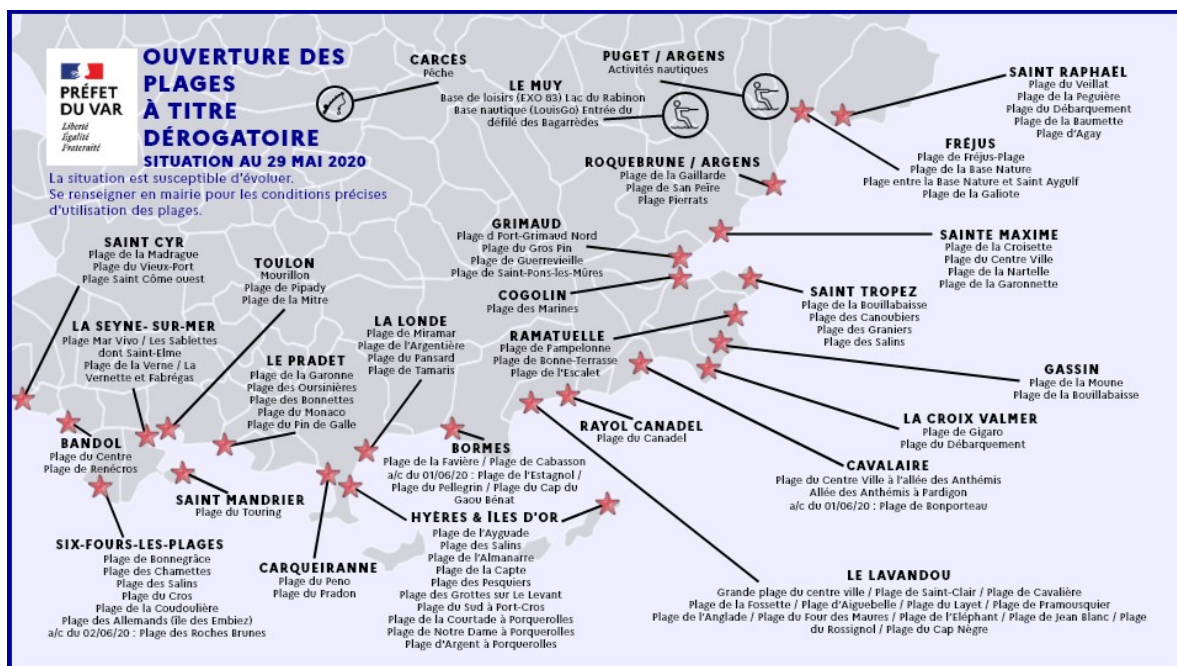 PRÉFET
DU VAR
Liberté
Égalité
Fraternité
OUVERTURE DES
PLAGES
À TITRE
DÉROGATOIRE
SITUATION AU 29 MAI 2020
La situation est susceptible d'évoluer.
Se renseigner en mairie pour les conditions précises
d'utilisation des plages.
CARCÈS
Pêche
LE MUY
Base de loisirs (EXO 83) Lac du Rabinon
Base nautique (LouisGo) Entrée du
défilé des Bagarrèdes
PUGET / ARGENS
Activités nautiques
SAINT RAPHAËL
Plage du Veillat
Plage de la Peguière
Plage du Débarquement
Plage de la Baumette
Plage d'Agay
FRÉJUS
Plage de Fréjus-Plage
Plage de la Base Nature
Plage entre la Base Nature et Saint Aygulf
Plage de la Galiote
ROQUEBRUNE / ARGENS
Plage de la Gaillarde
Plage de San Peïre
Plage Pierrats
GRIMAUD
Plage d Port-Grimaud Nord
Plage du Gros Pin
Plage de Guerrevieille
Plage de Saint-Pons-les-Mûres
SAINTE MAXIME
Plage de la Croisette
Plage du Centre Ville
Plage de la Nartelle
Plage de la Garonnette
COGOLIN
Plage des Marines
SAINT TROPEZ
Plage de la Bouillabaisse
Plage des Canoubiers
Plage des Graniers
Plage des Salins
SAINT CYR
Plage de la Madrague
Plage du Vieux-Port
Plage Saint Côme ouest
TOULON
Mourillon
Plage de Pipady
Plage de la Mitre
LA SEYNE- SUR-MER
Plage Mar Vivo / Les Sablettes
dont Saint-Elme
Plage de la Verne / La
Vernette et Fabrégas
LE PRADET
Plage de la Garonne
Plage des Oursinières
Plage des Bonnettes
Plage du Monaco
Plage du Pin de Galle
LA LONDE
Plage de Miramar
Plage de l'Argentière
Plage du Pansard
Plage de Tamaris
RAMATUELLE
Plage de Pampelonne
Plage de Bonne-Terrasse
Plage de l'Escalet
GASSIN
Plage de la Moune
Plage de la Bouillabaisse
LA CROIX VALMER
Plage de Gigaro
Plage du Débarquement
RAYOL CANADEL
Plage du Canadel
BANDOL
Plage du Centre
Plage de Renécros
BORMES
Plage de la Favière / Plage de Cabasson
a/c du 01/06/20 : Plage de l'Estagnol /
Plage du Pellegrin / Plage du Cap du
Gaou Bénat
CAVALAIRE
Plage du Centre Ville à l'allée des Anthémis
Allée des Anthémis à Pardigon
a/c du 01/06/20 : Plage de Bonporteau
SAINT MANDRIER
Plage du Touring
SIX-FOURS-LES-PLAGES
Plage de Bonnegrâce
Plage des Charmettes
Plage des Salins
Plage du Cros
Plage de la Coudoulière
Plage des Allemands (île des Embiez)
a/c du 02/06/20 : Plage des Roches Brunes
CARQUEIRANNE
Plage du Peno
Plage du Pradon
HYÈRES & ÎLES D'OR
Plage de l'Ayguade
Plage des Salins
Plage de l'Almanarre
Plage de la Capte
Plage des Pesquiers
Plage des Grottes sur Le Levant
Plage du Sud à Port-Cros
Plage de la Courtade à Porquerolles
Plage de Notre Dame à Porquerolles
Plage d'Argent à Porquerolles
LE LAVANDOU
Grande plage du centre ville / Plage de Saint-Clair / Plage de Cavalière
Plage de la Fossette / Plage d'Aiguebelle / Plage du Layet / Plage de Pramousquier
Plage de l'Anglade / Plage du Four des Maures / Plage de l'Eléphant / Plage de Jean Blanc / Plage
du Rossignol / Plage du Cap Nègre